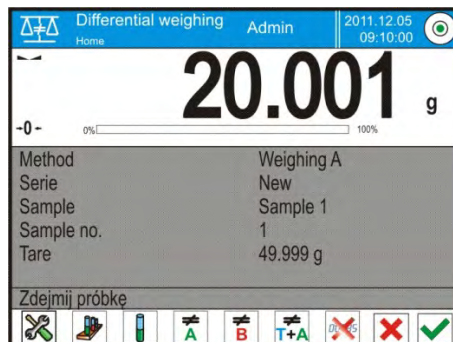 Differential weighing Admin 2011.12.05
Home 09:10:00
20.001 g
→0← 0% 100%
Method Weighing A
Serie New
Sample Sample 1
Sample no. 1
Tare 49.999 g
Zdejmij próbkę
A B T+A